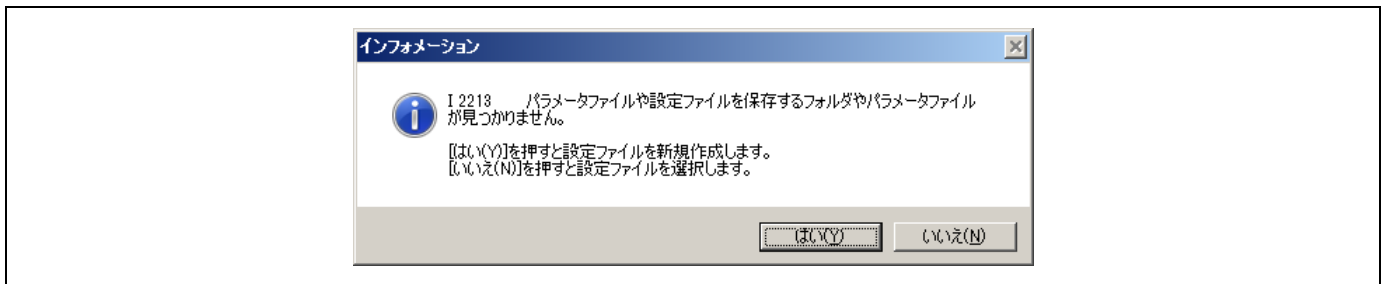 インフォメーション
I 2213 パラメータファイルや設定ファイルを保存するフォルダやパラメータファイル
が見つかりません。
[はい(Y)]を押すと設定ファイルを新規作成します。
[いいえ(N)]を押すと設定ファイルを選択します。
はい(Y) いいえ(N)